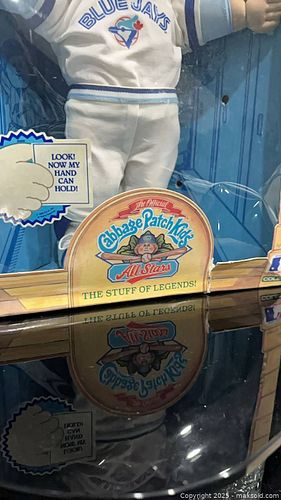 BLUE JAYS
LOOK!
NOW MY
HAND
CAN
HOLD!
The Official
Cabbage Patch Kids
All Stars
THE STUFF OF LEGENDS!
Copyright 2025 - maxsold.com